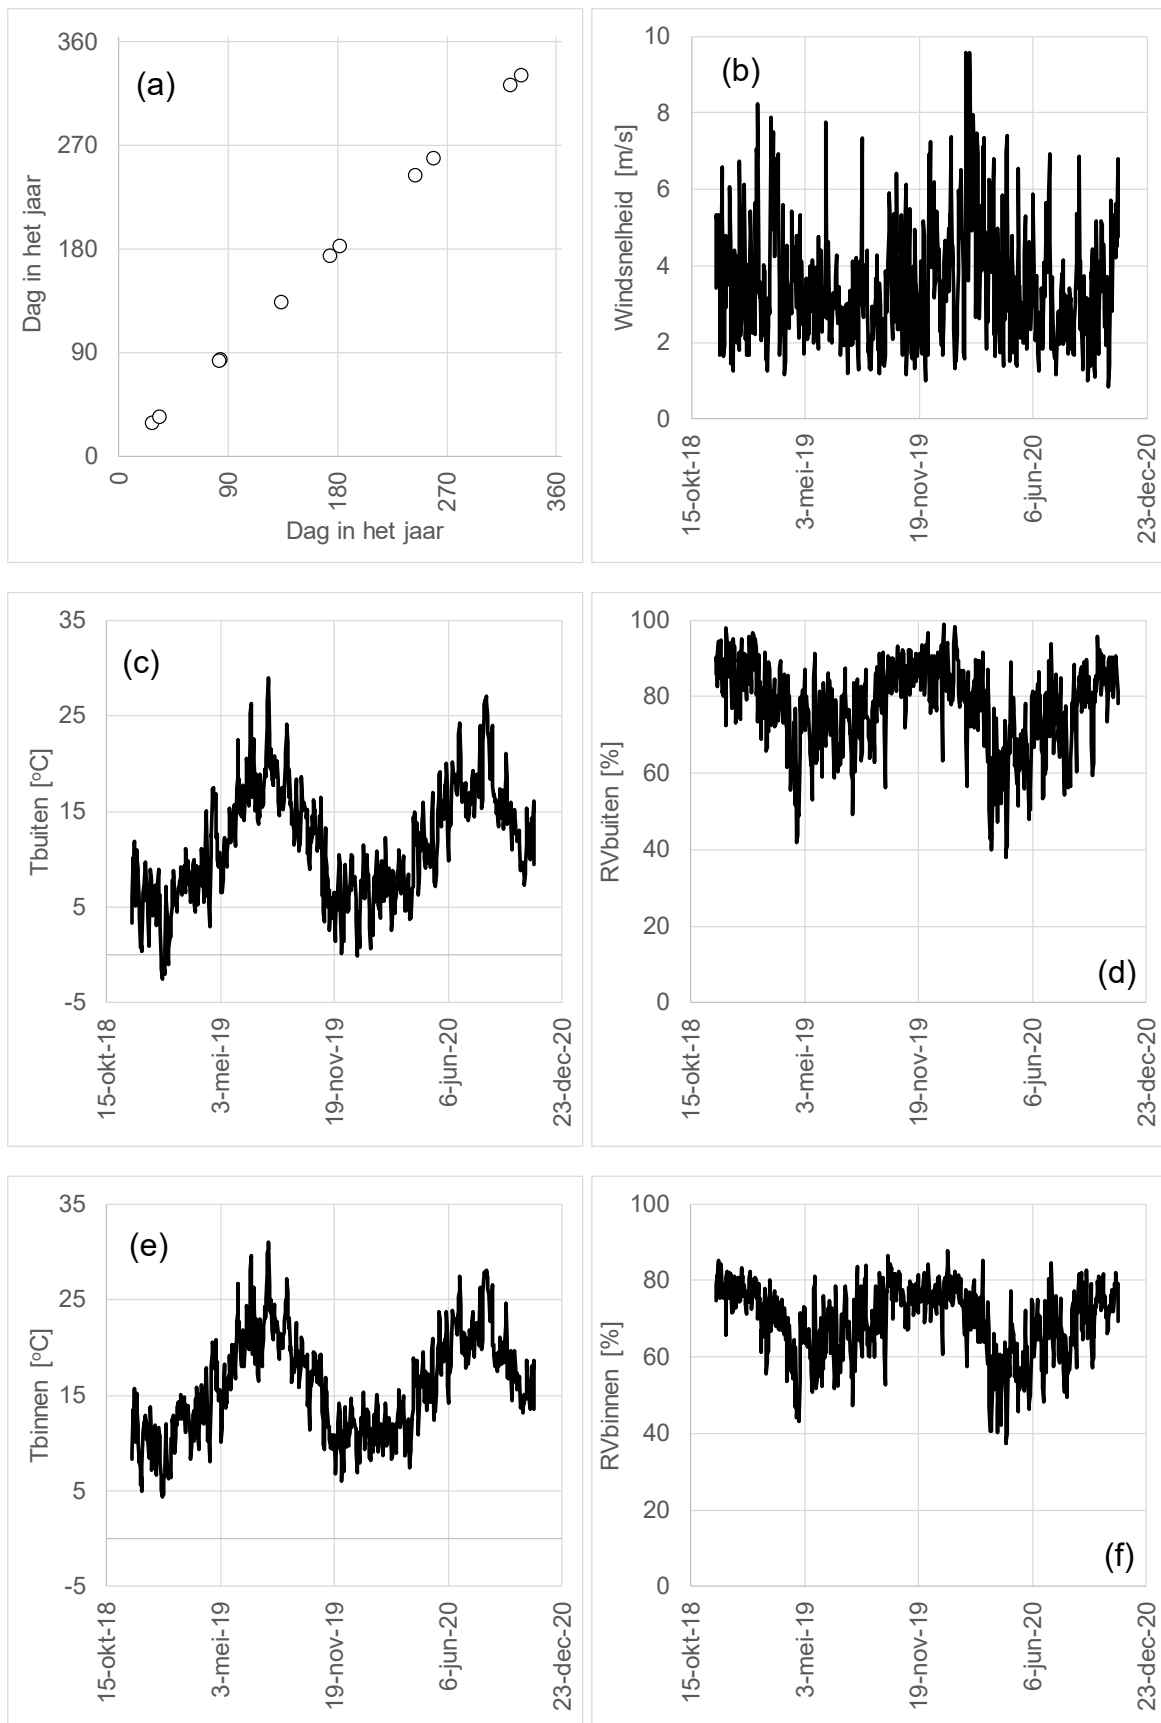 (a)
360
270
180
90
0
Dag in het jaar
0
90
180
270
360
Dag in het jaar
(b)
10
8
6
4
2
0
Windsnelheid [m/s]
15-okt-18
3-mei-19
19-nov-19
6-jun-20
23-dec-20
(c)
35
25
15
5
-5
Tbuiten [°C]
15-okt-18
3-mei-19
19-nov-19
6-jun-20
23-dec-20
100
80
60
40
20
0
RVbuiten [%]
(d)
15-okt-18
3-mei-19
19-nov-19
6-jun-20
23-dec-20
(e)
35
25
15
5
-5
Tbinnen [°C]
15-okt-18
3-mei-19
19-nov-19
6-jun-20
23-dec-20
100
80
60
40
20
0
RVbinnen [%]
(f)
15-okt-18
3-mei-19
19-nov-19
6-jun-20
23-dec-20